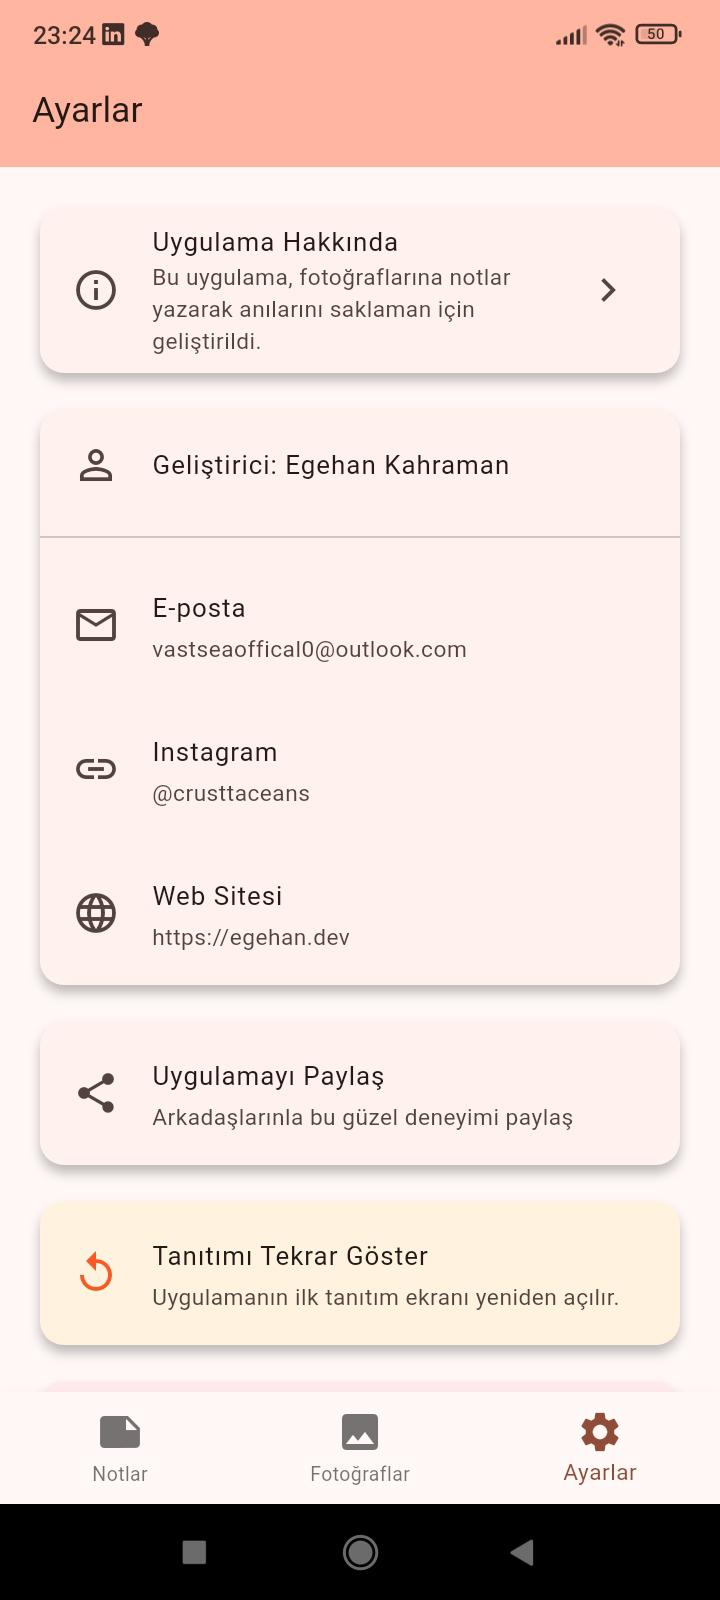 23:24
50
Ayarlar
Uygulama Hakkında
Bu uygulama, fotoğraflarına notlar
yazarak anılarını saklaman için
geliştirildi.
Geliştirici: Egehan Kahraman
E-posta
vastseaoffical0@outlook.com
Instagram
@crusttaceans
Web Sitesi
https://egehan.dev
Uygulamayı Paylaş
Arkadaşlarınla bu güzel deneyimi paylaş
Tanıtımı Tekrar Göster
Uygulamanın ilk tanıtım ekranı yeniden açılır.
Notlar
Fotoğraflar
Ayarlar